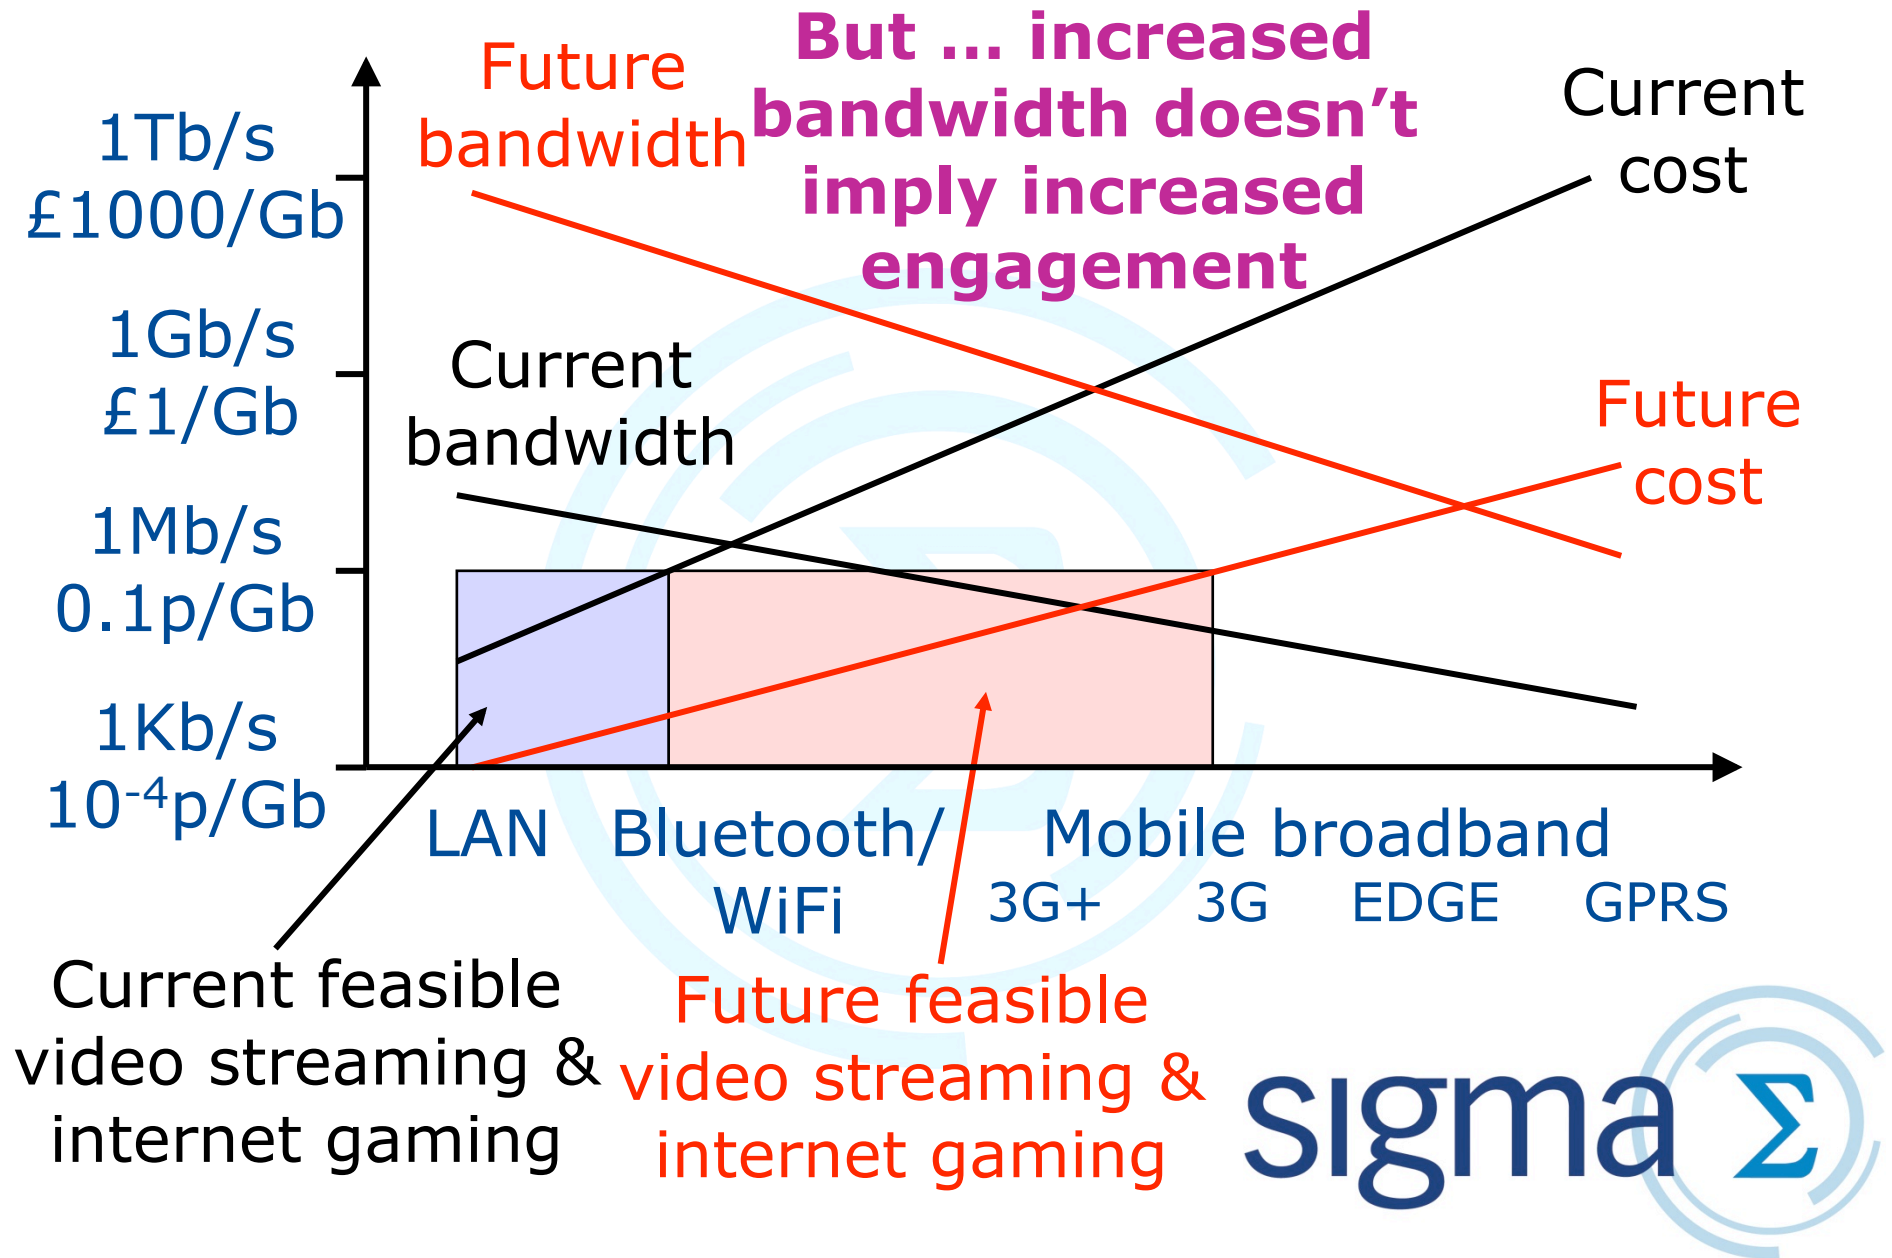 But ... increased
bandwidth doesn’t
imply increased
engagement
Future
bandwidth
Current
cost
1Tb/s
£1000/Gb
1Gb/s
£1/Gb
Current
bandwidth
Future
cost
1Mb/s
0.1p/Gb
1Kb/s
10⁻⁴p/Gb
LAN
Bluetooth/
WiFi
Mobile broadband
3G+ 3G EDGE GPRS
Current feasible
video streaming &
internet gaming
Future feasible
video streaming &
internet gaming
sigma Σ